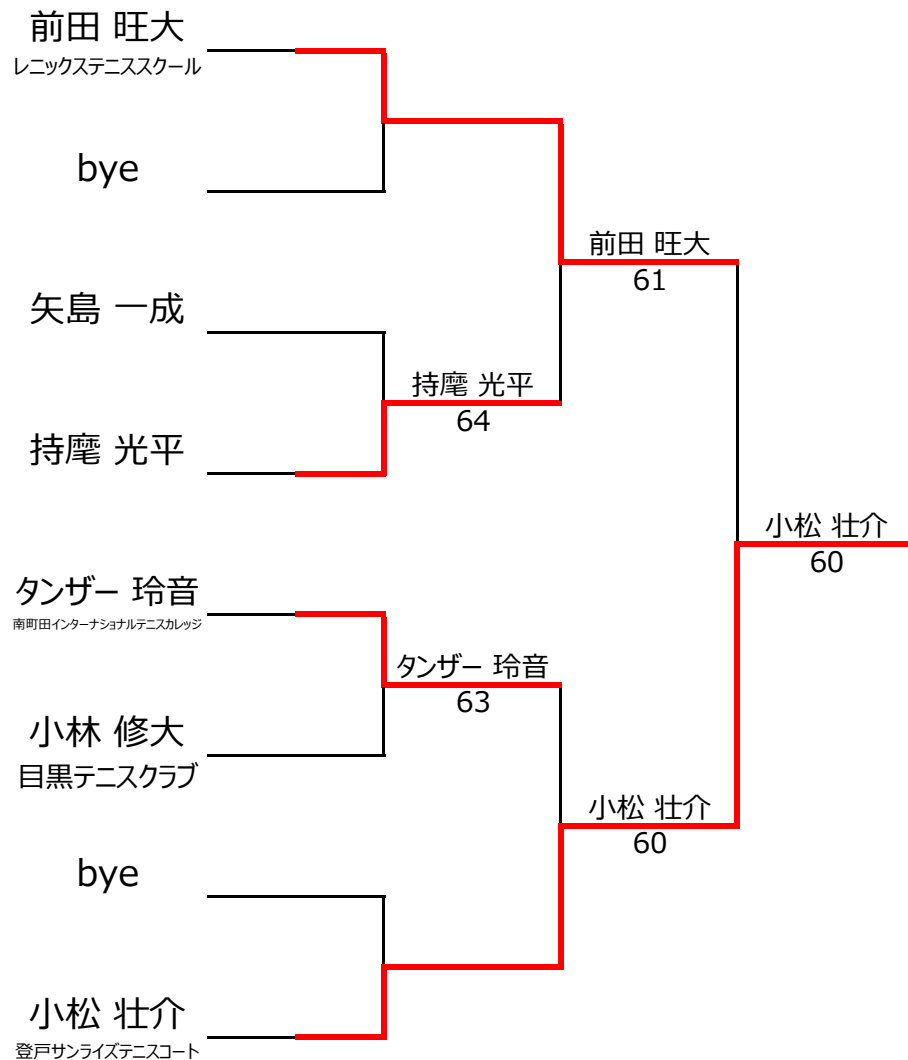 前田 旺大
レニックステニススクール
bye
前田 旺大
61
矢島 一成
持麾 光平
64
持麾 光平
小松 壮介
60
タンザー 玲音
南町田インターナショナルテニスカレッジ
タンザー 玲音
63
小林 修大
目黒テニスクラブ
小松 壮介
60
bye
小松 壮介
登戸サンライズテニスコート